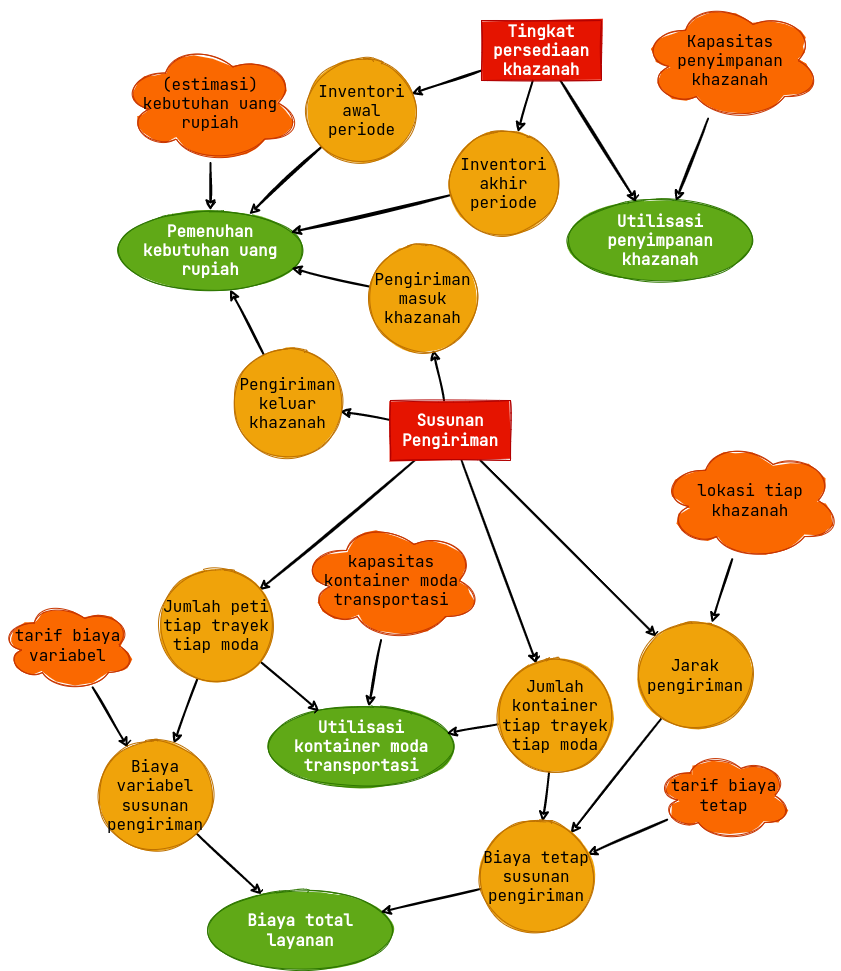 Tingkat
persediaan
khazanah
Kapasitas
penyimpanan
khazanah
(estimasi)
kebutuhan uang
rupiah
Inventori
awal
periode
Inventori
akhir
periode
Pemenuhan
kebutuhan uang
rupiah
Utilisasi
penyimpanan
khazanah
Pengiriman
masuk
khazanah
Pengiriman
keluar
khazanah
Susunan
Pengiriman
lokasi tiap
khazanah
kapasitas
kontainer moda
transportasi
Jumlah peti
tiap trayek
tiap moda
tarif biaya
variabel
Jarak
pengiriman
Jumlah
kontainer
tiap trayek
tiap moda
Utilisasi
kontainer moda
transportasi
Biaya
variabel
susunan
pengiriman
tarif biaya
tetap
Biaya tetap
susunan
pengiriman
Biaya total
layanan